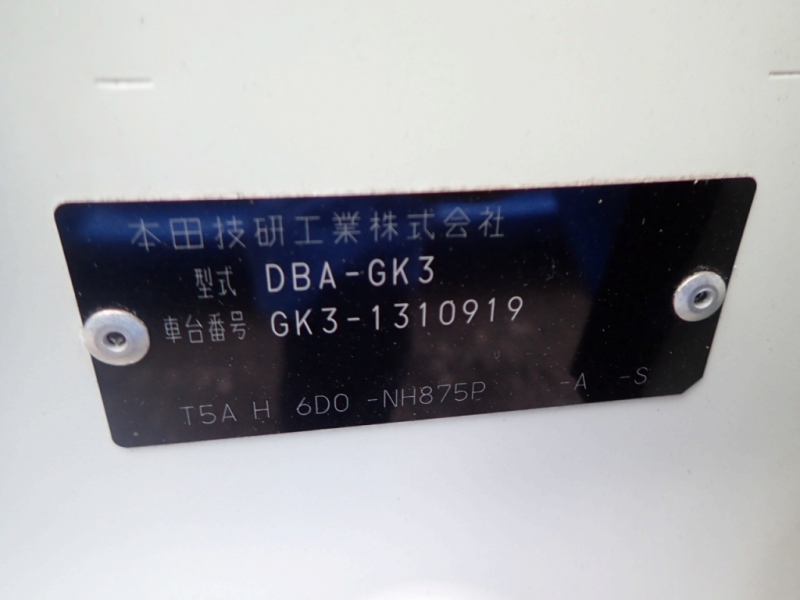 本田技研工業株式会社
型式 DBA-GK3
車台番号 GK3-1310919
T5A H 6D0 -NH875P -A -S